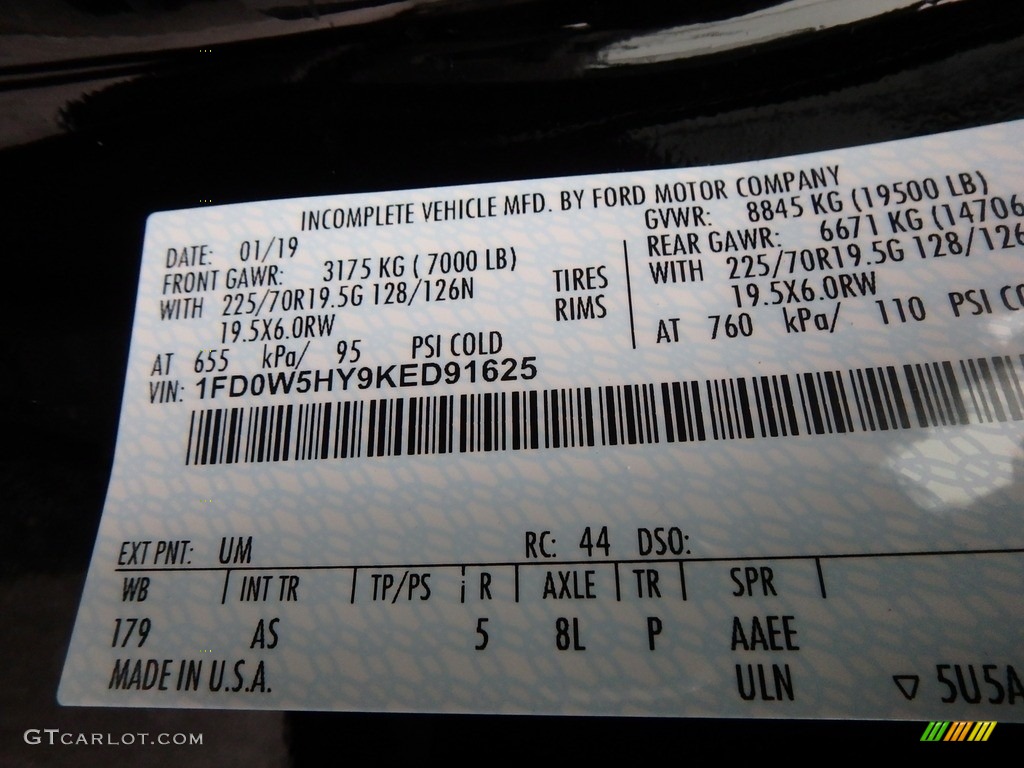 INCOMPLETE VEHICLE MFD. BY FORD MOTOR COMPANY
DATE: 01/19
GVWR: 8845 KG (19500 LB)
FRONT GAWR: 3175 KG ( 7000 LB)
REAR GAWR: 6671 KG (14706
WITH 225/70R19.5G 128/126N
TIRES
WITH 225/70R19.5G 128/126
19.5X6.0RW
RIMS
19.5X6.0RW
AT 655 kPa/ 95 PSI COLD
AT 760 kPa/ 110 PSI CO
VIN: 1FD0W5HY9KED91625
EXT PNT: UM RC: 44 DSO:
WB INT TR TP/PS R AXLE TR SPR
179 AS 5 8L P AAEE
MADE IN U.S.A. ULN ▽ 5U5A
GTCARLOT.COM